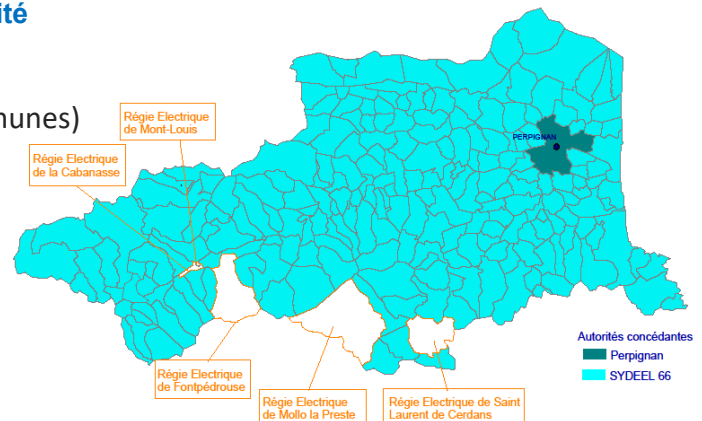 ité
nunes)
Régie Electrique
de Mont-Louis
Régie Electrique
de la Cabanasse
PERPIGNAN
Régie Electrique
de Fontpédrouse
Régie Electrique
de Mollo la Preste
Régie Electrique de Saint
Laurent de Cerdans
Autorités concédantes
Perpignan
SYDEEL 66